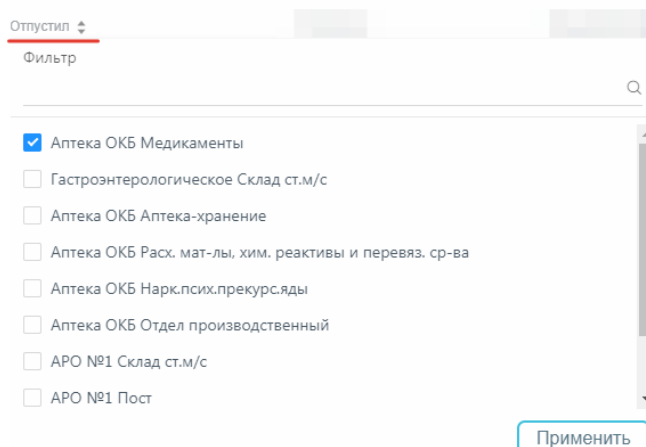 Отпустил
Фильтр
Аптека ОКБ Медикаменты
Гастроэнтерологическое Склад ст.м/с
Аптека ОКБ Аптека-хранение
Аптека ОКБ Расх. мат-лы, хим. реактивы и перевяз. ср-ва
Аптека ОКБ Нарк.псих.прекурс.яды
Аптека ОКБ Отдел производственный
АРО №1 Склад ст.м/с
АРО №1 Пост
Применить